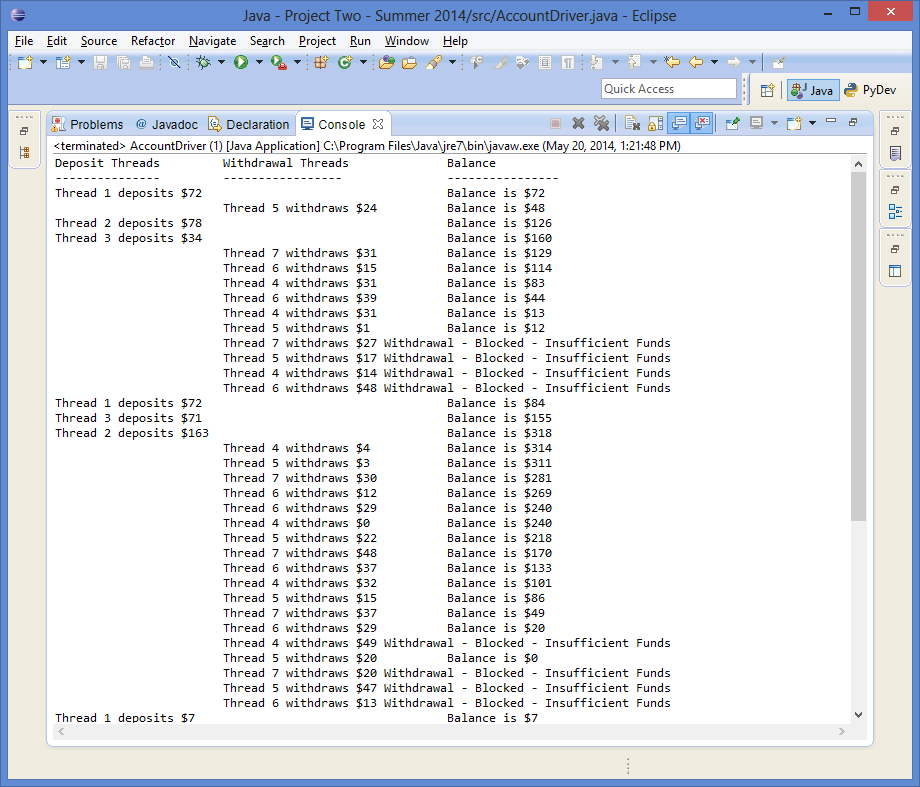 Java - Project Two - Summer 2014/src/AccountDriver.java - Eclipse
File Edit Source Refactor Navigate Search Project Run Window Help
Quick Access Java PyDev
Problems @ Javadoc Declaration Console
<terminated> AccountDriver (1) [Java Application] C:\Program Files\Java\jre7\bin\javaw.exe (May 20, 2014, 1:21:48 PM)
Deposit Threads Withdrawal Threads Balance
--------------- ----------------- ----------------
Thread 1 deposits $72 Balance is $72
Thread 5 withdraws $24 Balance is $48
Thread 2 deposits $78 Balance is $126
Thread 3 deposits $34 Balance is $160
Thread 7 withdraws $31 Balance is $129
Thread 6 withdraws $15 Balance is $114
Thread 4 withdraws $31 Balance is $83
Thread 6 withdraws $39 Balance is $44
Thread 4 withdraws $31 Balance is $13
Thread 5 withdraws $1 Balance is $12
Thread 7 withdraws $27 Withdrawal - Blocked - Insufficient Funds
Thread 5 withdraws $17 Withdrawal - Blocked - Insufficient Funds
Thread 4 withdraws $14 Withdrawal - Blocked - Insufficient Funds
Thread 6 withdraws $48 Withdrawal - Blocked - Insufficient Funds
Thread 1 deposits $72 Balance is $84
Thread 3 deposits $71 Balance is $155
Thread 2 deposits $163 Balance is $318
Thread 4 withdraws $4 Balance is $314
Thread 5 withdraws $3 Balance is $311
Thread 7 withdraws $30 Balance is $281
Thread 6 withdraws $12 Balance is $269
Thread 6 withdraws $29 Balance is $240
Thread 4 withdraws $0 Balance is $240
Thread 5 withdraws $22 Balance is $218
Thread 7 withdraws $48 Balance is $170
Thread 6 withdraws $37 Balance is $133
Thread 4 withdraws $32 Balance is $101
Thread 5 withdraws $15 Balance is $86
Thread 7 withdraws $37 Balance is $49
Thread 6 withdraws $29 Balance is $20
Thread 4 withdraws $49 Withdrawal - Blocked - Insufficient Funds
Thread 5 withdraws $20 Balance is $0
Thread 7 withdraws $20 Withdrawal - Blocked - Insufficient Funds
Thread 5 withdraws $47 Withdrawal - Blocked - Insufficient Funds
Thread 6 withdraws $13 Withdrawal - Blocked - Insufficient Funds
Thread 1 deposits $7 Balance is $7